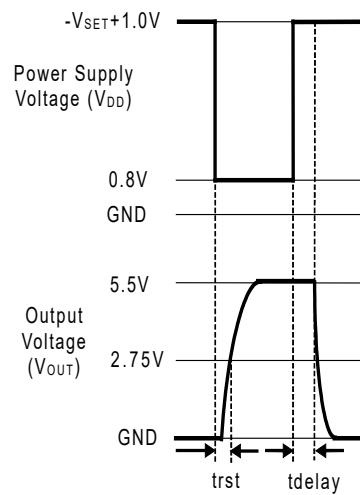 -VSET+1.0V
Power Supply
Voltage (VDD)
0.8V
GND
5.5V
Output
Voltage
(VOUT)
2.75V
GND
trst
tdelay